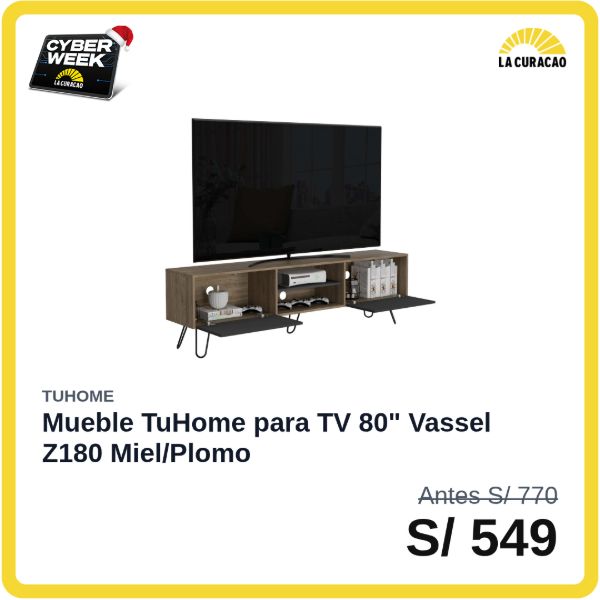 CYBER
WEEK
LA CURACAO
LA CURACAO
TUHOME
Mueble TuHome para TV 80" Vassel
Z180 Miel/Plomo
Antes S/ 770
S/ 549